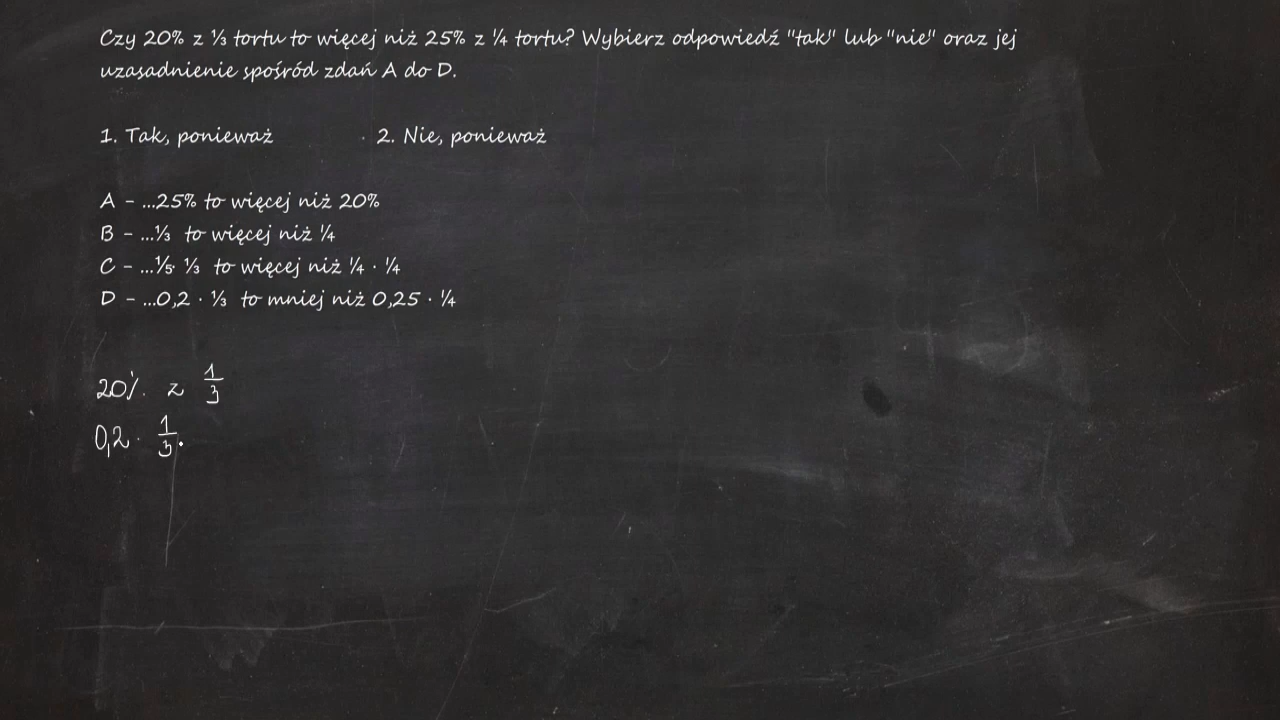 Czy 20% z ⅓ tortu to więcej niż 25% z ¼ tortu? Wybierz odpowiedź "tak" lub "nie" oraz jej
uzasadnienie spośród zdań A do D.
1. Tak, ponieważ 2. Nie, ponieważ
A - ...25% to więcej niż 20%
B - ...⅓ to więcej niż ¼
C - ...⅕ · ⅓ to więcej niż ¼ · ¼
D - ...0,2 · ⅓ to mniej niż 0,25 · ¼
20% z 1/3
0,2 · 1/3